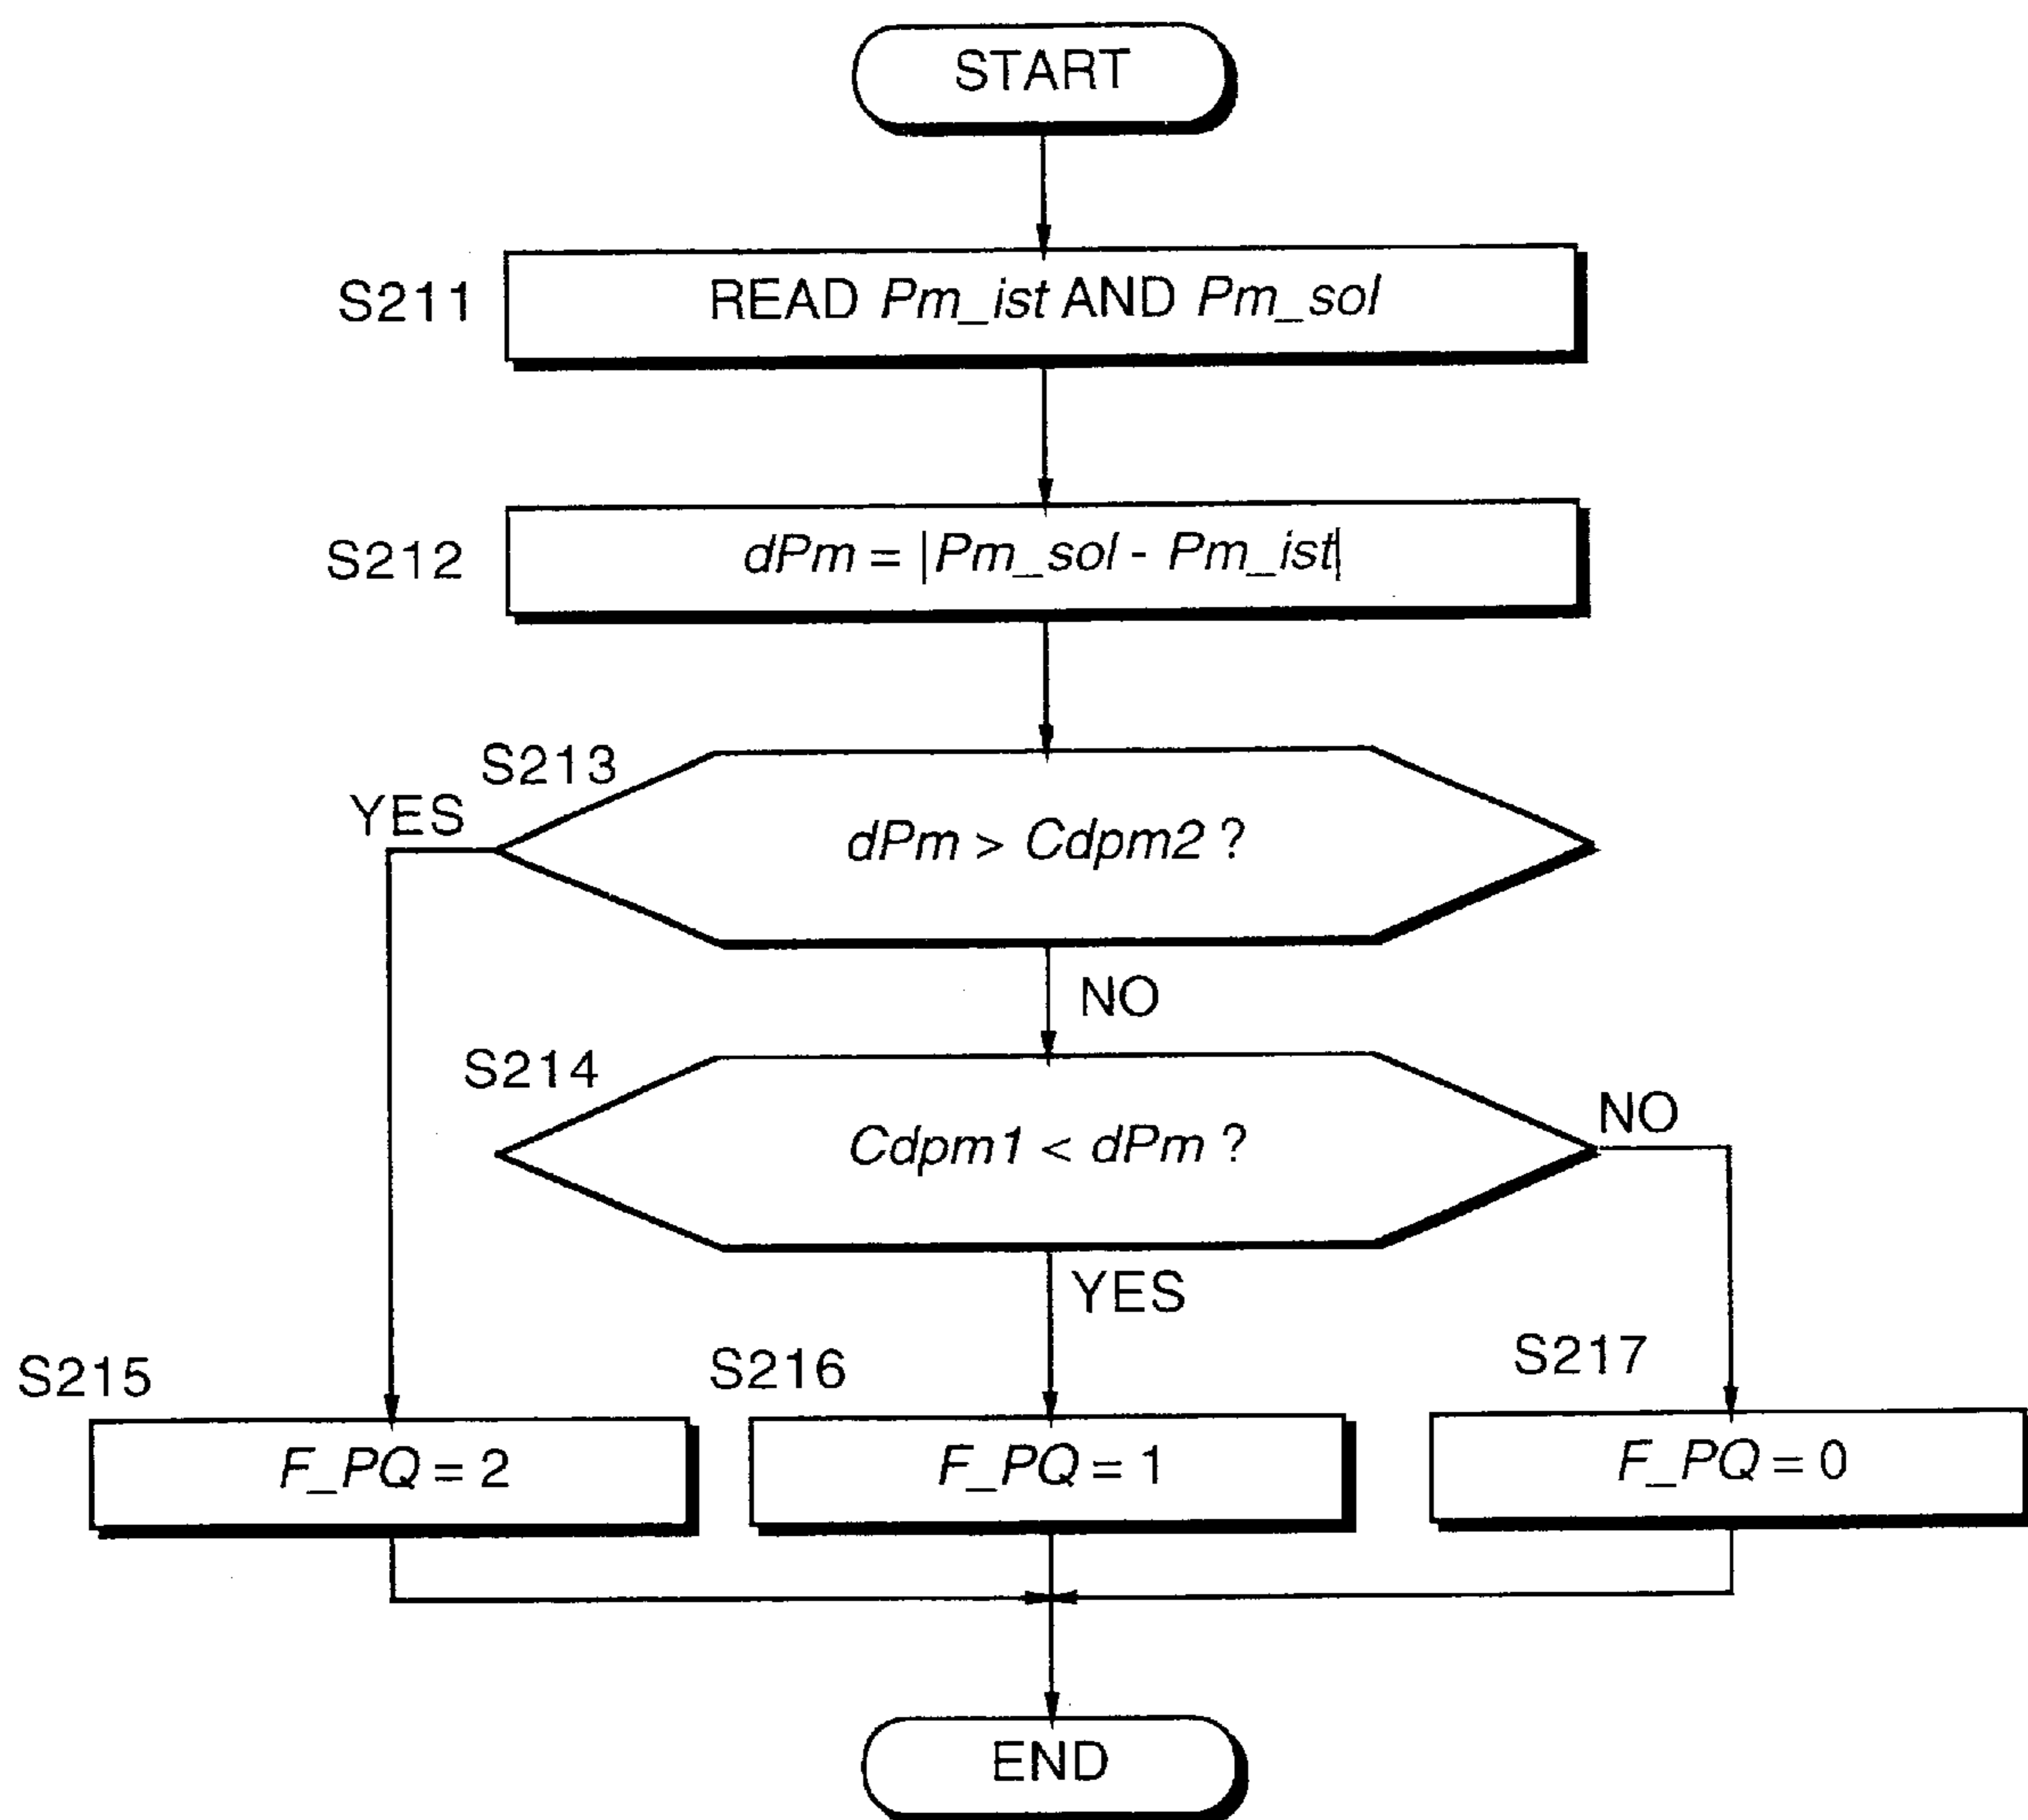 START
S211
READ Pm_ist AND Pm_sol
S212
dPm = |Pm_sol - Pm_ist|
S213
YES
dPm > Cdpm2 ?
NO
S214
Cdpm1 < dPm ?
NO
YES
S215
S216
S217
F_PQ = 2
F_PQ = 1
F_PQ = 0
END